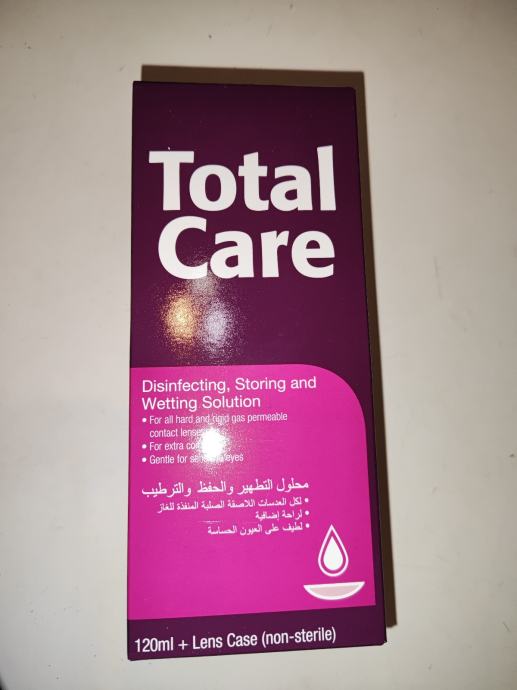 Total
Care
Disinfecting, Storing and
Wetting Solution
• For all hard and rigid gas permeable
contact
• For extra
• Gentle for eyes
محلول التطهير والحفظ والترطيب
• لكل العدسات اللاصقة الصلبة المنفذة للغاز
• لراحة إضافية
• لطيف على العيون الحساسة
120ml + Lens Case (non-sterile)